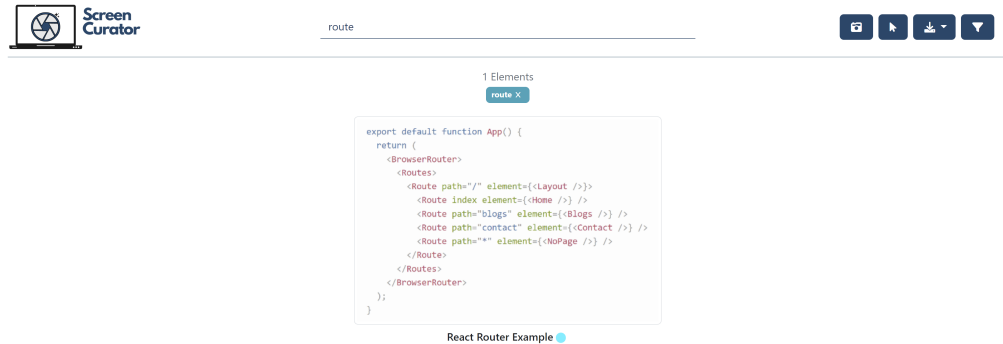 Screen
Curator
route
1 Elements
route X
export default function App() {
  return (
    <BrowserRouter>
      <Routes>
        <Route path="/" element={<Layout />}>
          <Route index element={<Home />} />
          <Route path="blogs" element={<Blogs />} />
          <Route path="contact" element={<Contact />} />
          <Route path="*" element={<NoPage />} />
        </Route>
      </Routes>
    </BrowserRouter>
  );
}
React Router Example